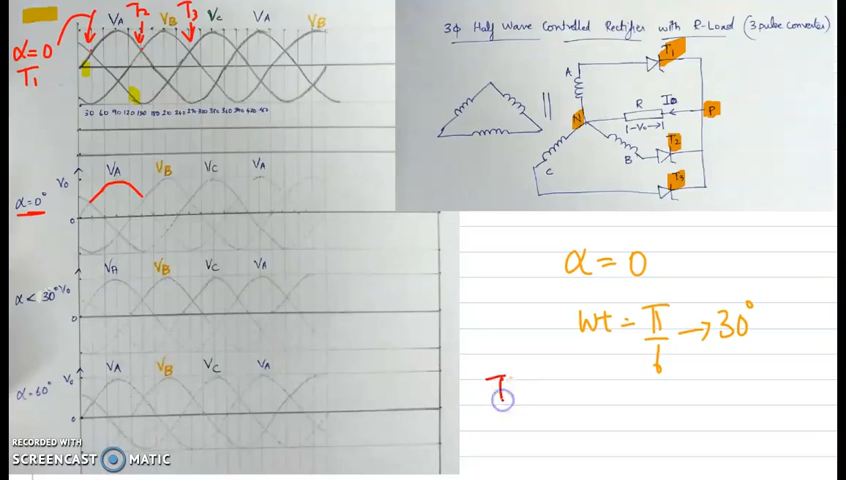 VA T2 VB T3 VC VA VB
α=0
T1
30 60 90 120 150 180 210
3Φ Half Wave Controlled Rectifier with R-Load (3 pulse converter)
T1
A
R I0
N P
|-V0→|
T2
B
C
T3
V0 VA VB VC VA
α=0°
0
α = 0
wt = π/6 → 30°
V0 VA VB VC VA
α < 30°
0
T
V0 VA VB VC VA
α=60°
0
RECORDED WITH
SCREENCAST MATIC